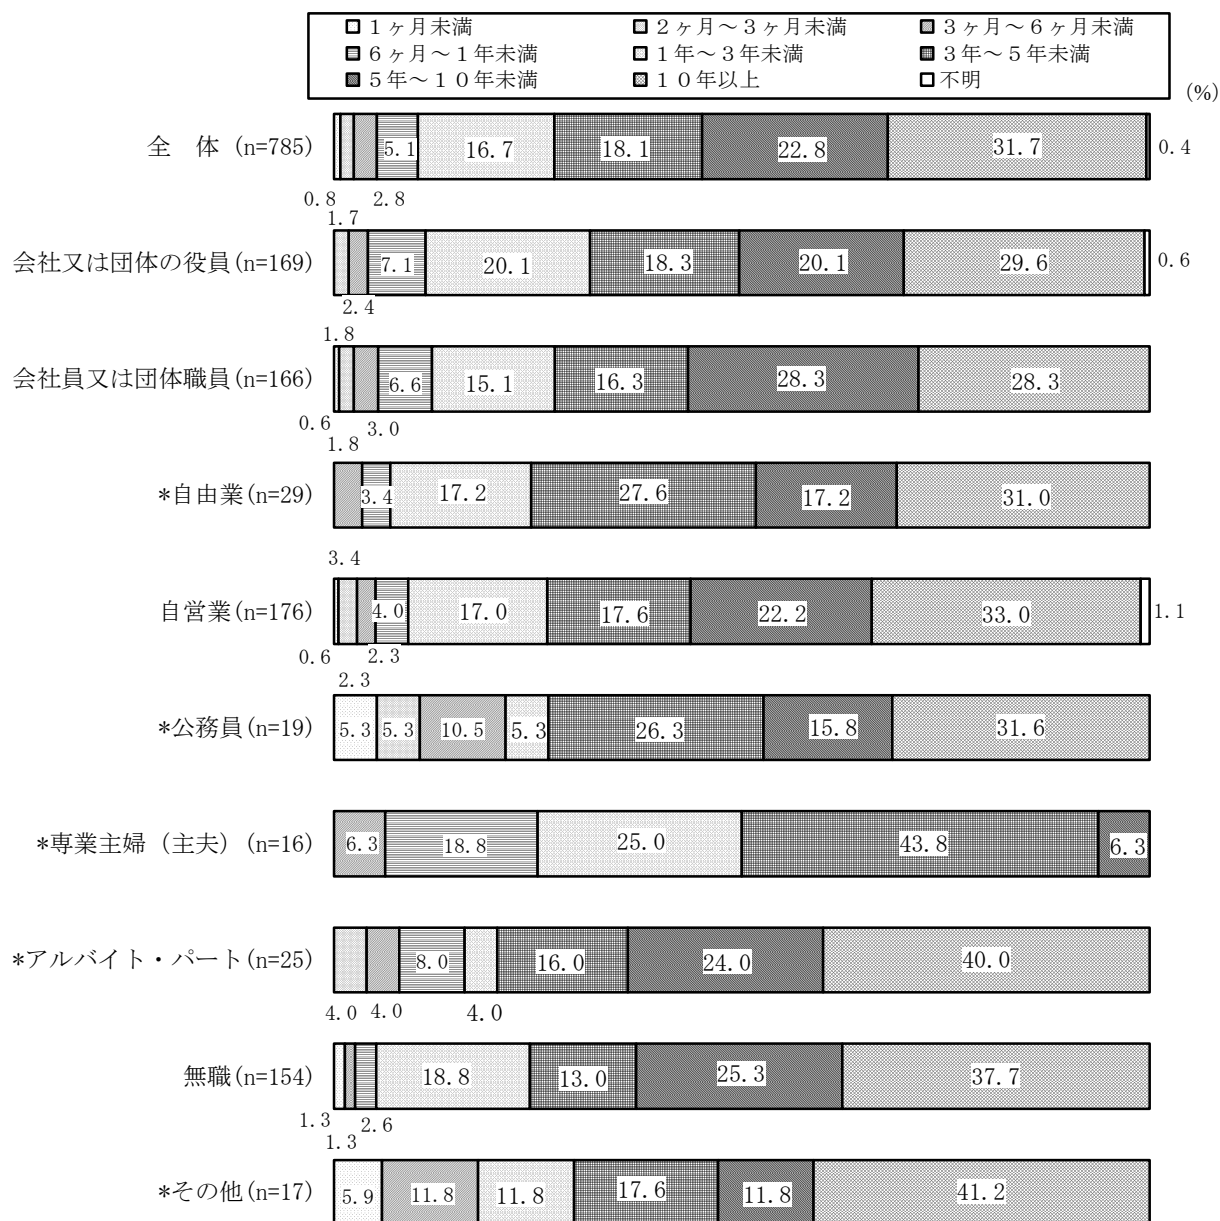 １ヶ月未満 ２ヶ月～３ヶ月未満 ３ヶ月～６ヶ月未満
６ヶ月～１年未満 １年～３年未満 ３年～５年未満
５年～１０年未満 １０年以上 不明
(%)
全　体 (n=785) 5.1 16.7 18.1 22.8 31.7 0.4
0.8 2.8
1.7
会社又は団体の役員(n=169) 7.1 20.1 18.3 20.1 29.6 0.6
2.4
1.8
会社員又は団体職員(n=166) 6.6 15.1 16.3 28.3 28.3
0.6 3.0
1.8
*自由業(n=29) 3.4 17.2 27.6 17.2 31.0
3.4
自営業(n=176) 4.0 17.0 17.6 22.2 33.0 1.1
0.6 2.3
2.3
*公務員(n=19) 5.3 5.3 10.5 5.3 26.3 15.8 31.6
*専業主婦（主夫）(n=16) 6.3 18.8 25.0 43.8 6.3
*アルバイト・パート(n=25) 8.0 16.0 24.0 40.0
4.0 4.0 4.0
無職(n=154) 18.8 13.0 25.3 37.7
1.3 2.6
1.3
*その他(n=17) 5.9 11.8 11.8 17.6 11.8 41.2